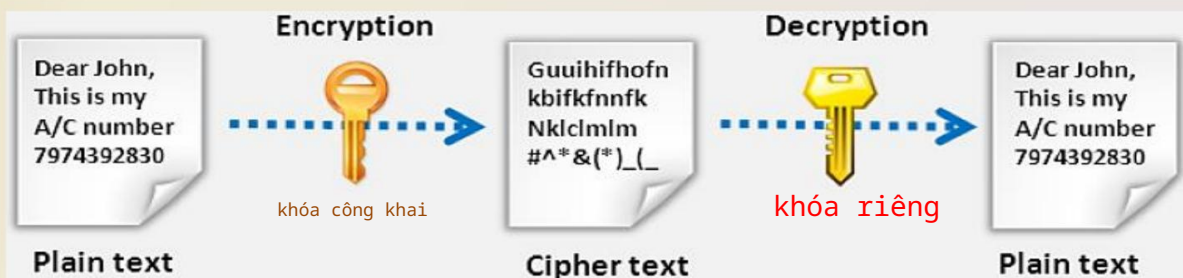 Encryption
Decryption
Dear John,
This is my
A/C number
7974392830
Guuihifhofn
kbifkfnnfk
Nklclmlm
#^*&(*)_(_
Dear John,
This is my
A/C number
7974392830
khóa công khai
khóa riêng
Plain text
Cipher text
Plain text